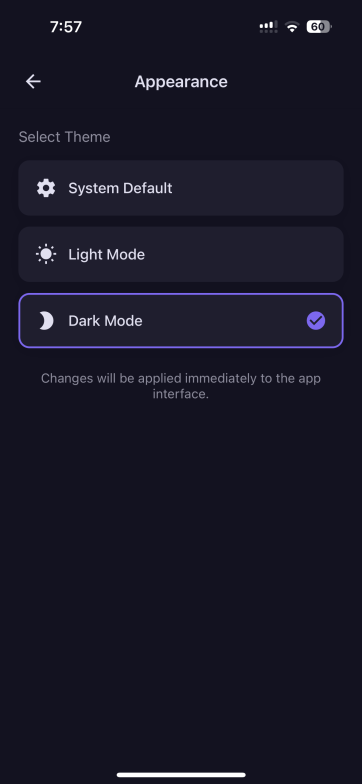 7:57
60
Appearance
Select Theme
System Default
Light Mode
Dark Mode
Changes will be applied immediately to the app
interface.